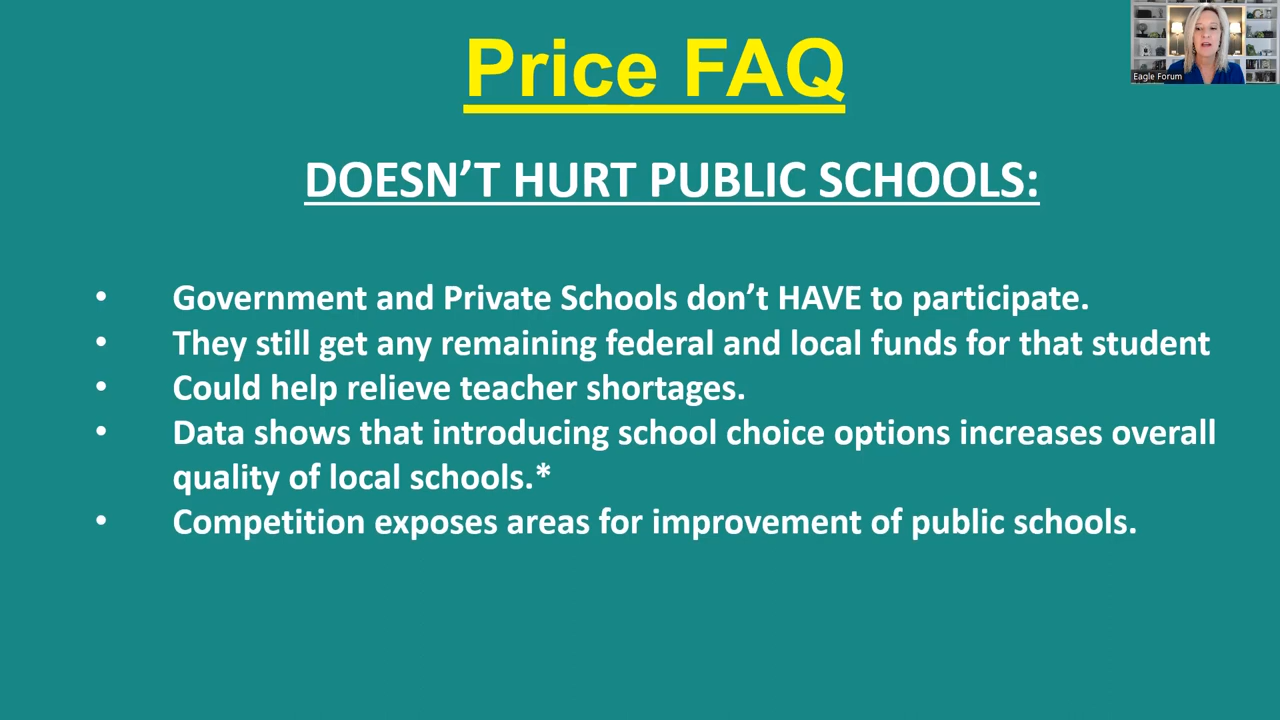 Price FAQ
Eagle Forum
DOESN'T HURT PUBLIC SCHOOLS:
• Government and Private Schools don't HAVE to participate.
• They still get any remaining federal and local funds for that student
• Could help relieve teacher shortages.
• Data shows that introducing school choice options increases overall
quality of local schools.*
• Competition exposes areas for improvement of public schools.